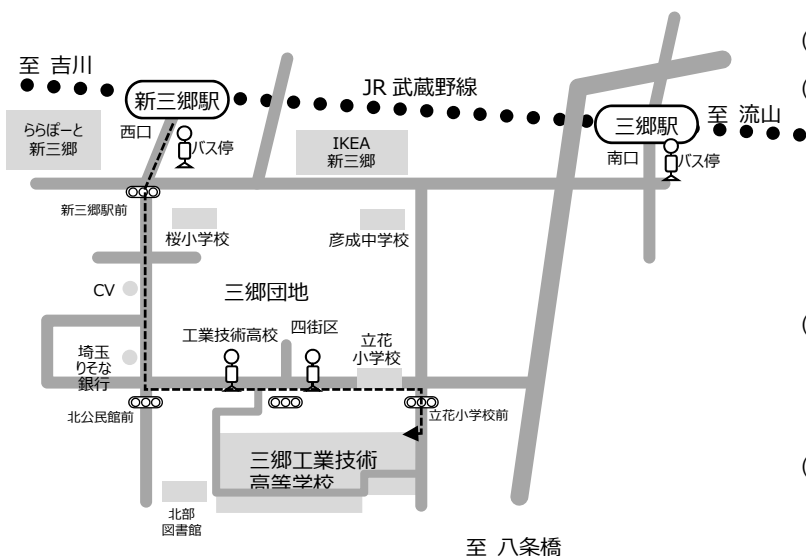 至 吉川
新三郷駅
JR 武蔵野線
三郷駅
至 流山
ららぽーと
新三郷
西口
バス停
IKEA
新三郷
南口
バス停
新三郷駅前
桜小学校
彦成中学校
CV
三郷団地
工業技術高校
四街区
立花
小学校
埼玉
りそな
銀行
北公民館前
立花小学校前
三郷工業技術
高等学校
北部
図書館
至 八条橋
(
(
(
(